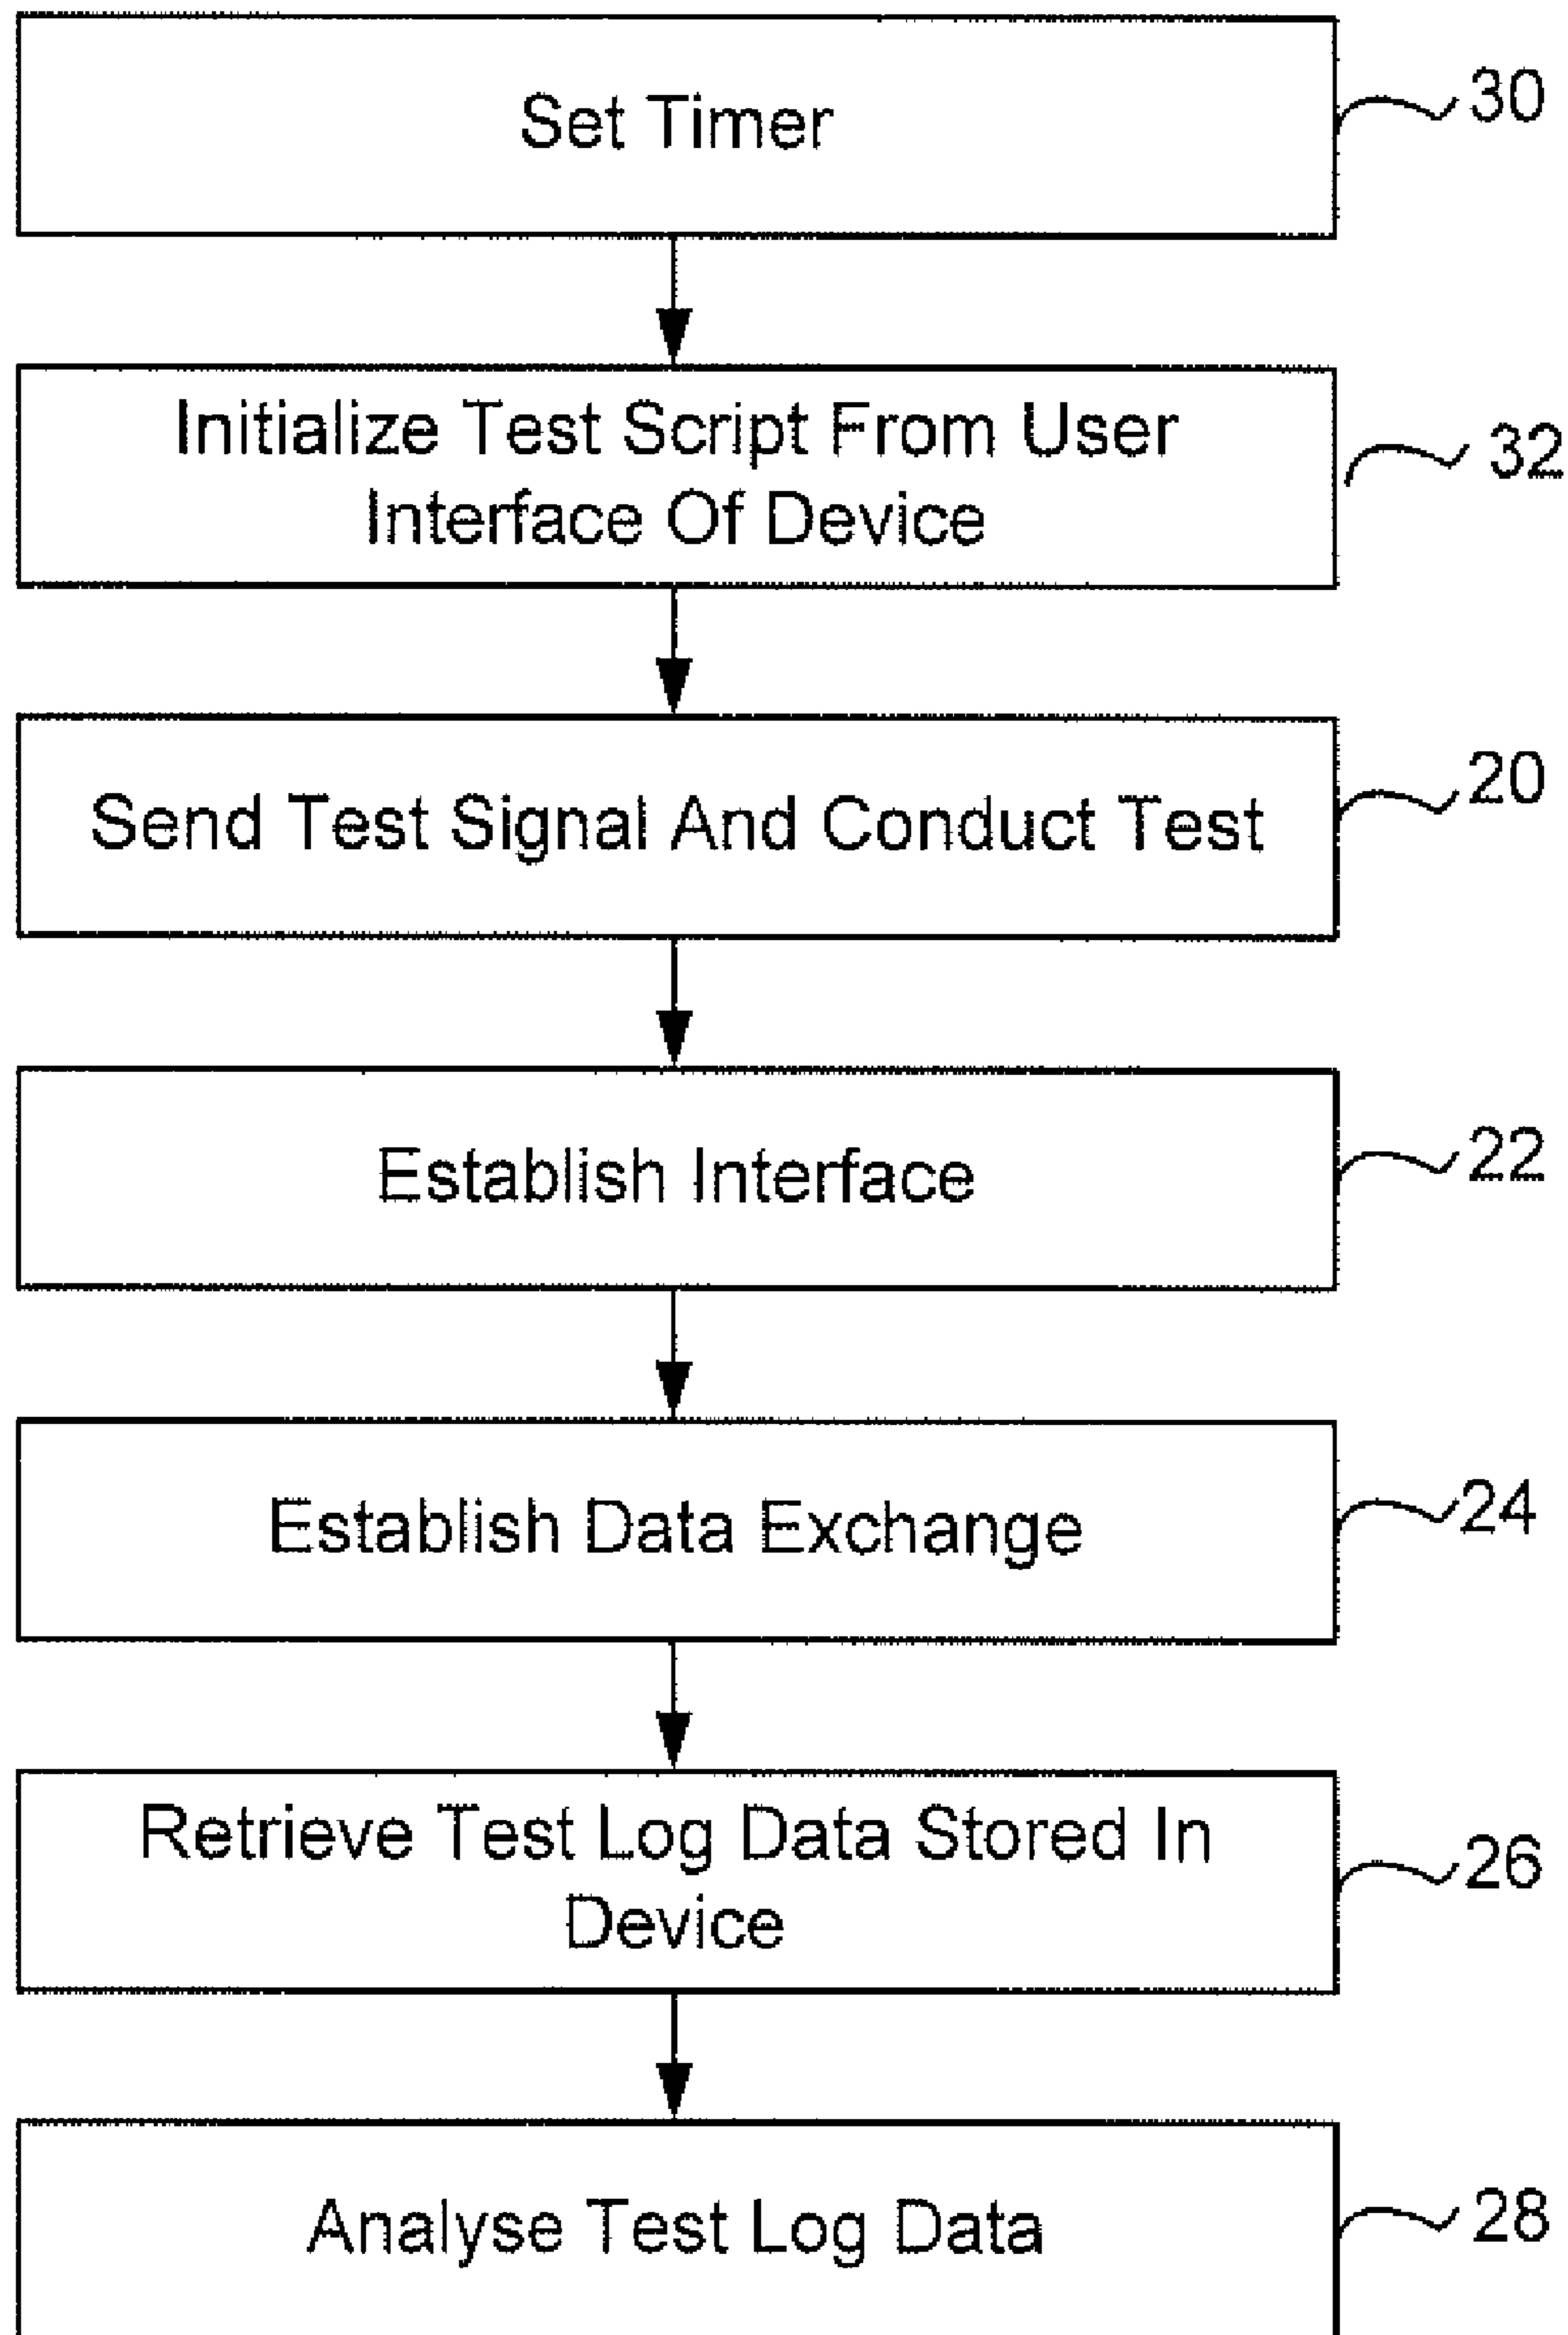 Set Timer
30
Initialize Test Script From User
Interface Of Device
32
Send Test Signal And Conduct Test
20
Establish Interface
22
Establish Data Exchange
24
Retrieve Test Log Data Stored In
Device
26
Analyse Test Log Data
28